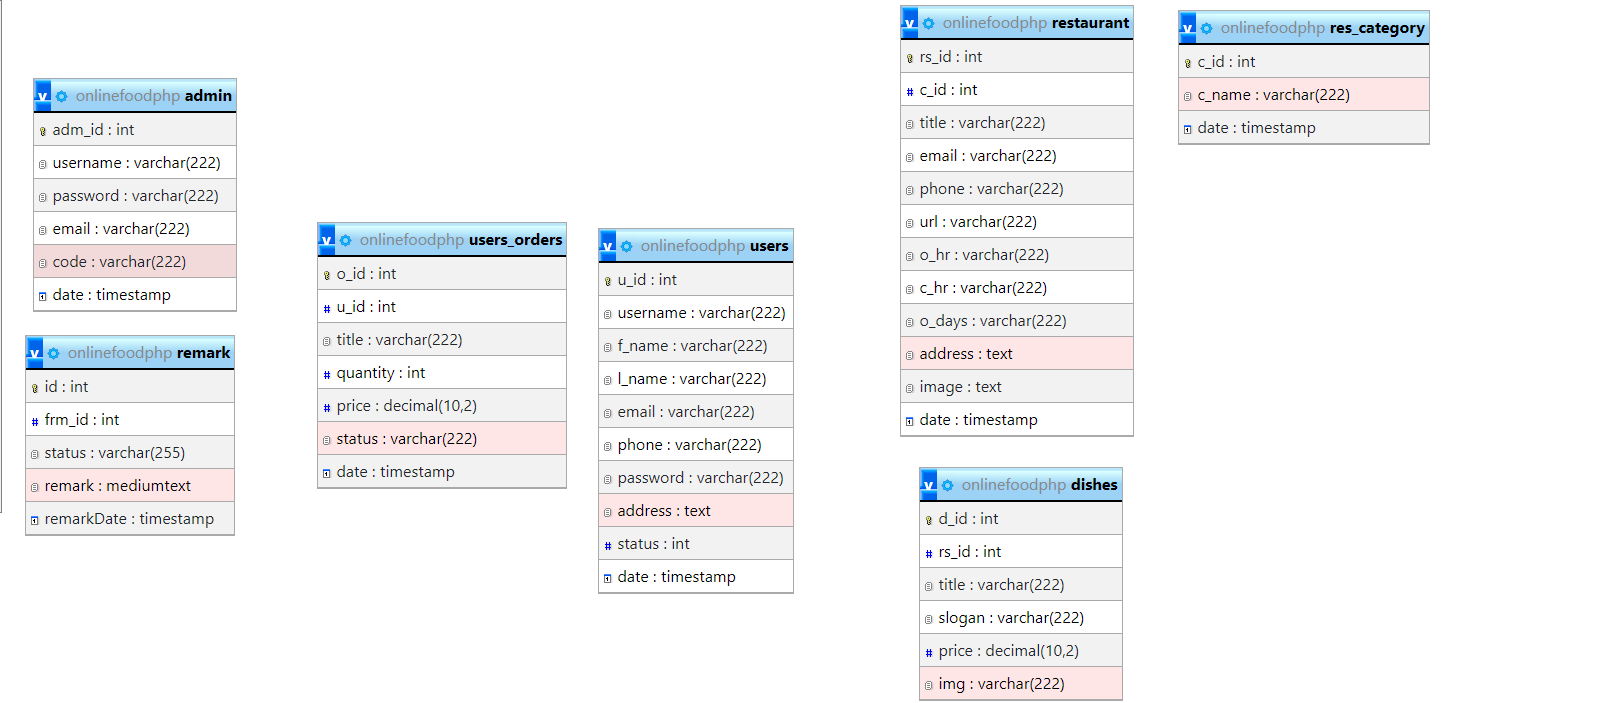 onlinefoodphp admin
adm_id : int
username : varchar(222)
password : varchar(222)
email : varchar(222)
code : varchar(222)
date : timestamp
onlinefoodphp remark
id : int
frm_id : int
status : varchar(255)
remark : mediumtext
remarkDate : timestamp
onlinefoodphp users_orders
o_id : int
u_id : int
title : varchar(222)
quantity : int
price : decimal(10,2)
status : varchar(222)
date : timestamp
onlinefoodphp users
u_id : int
username : varchar(222)
f_name : varchar(222)
l_name : varchar(222)
email : varchar(222)
phone : varchar(222)
password : varchar(222)
address : text
status : int
date : timestamp
onlinefoodphp restaurant
rs_id : int
c_id : int
title : varchar(222)
email : varchar(222)
phone : varchar(222)
url : varchar(222)
o_hr : varchar(222)
c_hr : varchar(222)
o_days : varchar(222)
address : text
image : text
date : timestamp
onlinefoodphp dishes
d_id : int
rs_id : int
title : varchar(222)
slogan : varchar(222)
price : decimal(10,2)
img : varchar(222)
onlinefoodphp res_category
c_id : int
c_name : varchar(222)
date : timestamp